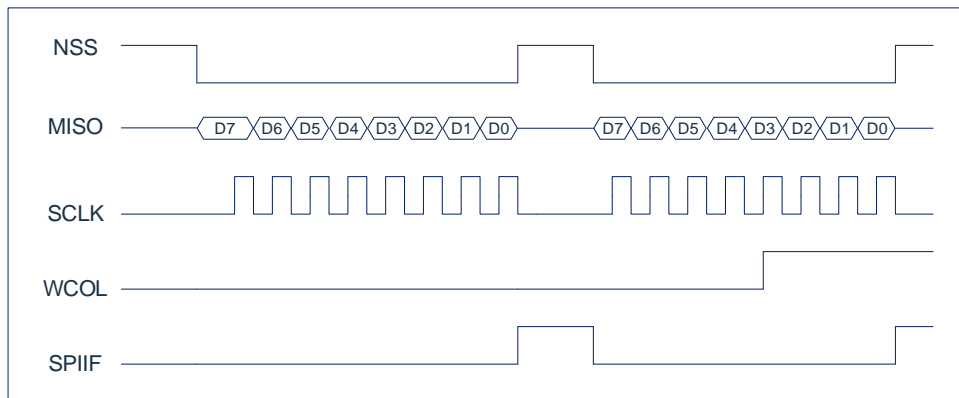 NSS
MISO D7 D6 D5 D4 D3 D2 D1 D0 D7 D6 D5 D4 D3 D2 D1 D0
SCLK
WCOL
SPIIF